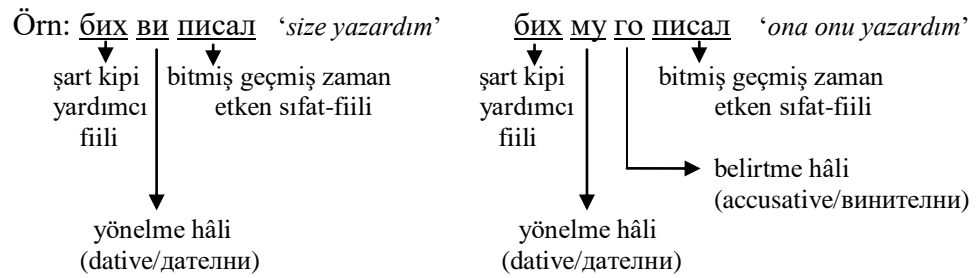 Örn: бих ви писал ‘size yazardım’
şart kipi
yardımcı
fiili
bitmiş geçmiş zaman
etken sıfat-fiili
yönelme hâli
(dative/дателни)
бих му го писал ‘ona onu yazardım’
şart kipi
yardımcı
fiili
bitmiş geçmiş zaman
etken sıfat-fiili
belirtme hâli
(accusative/винителни)
yönelme hâli
(dative/дателни)